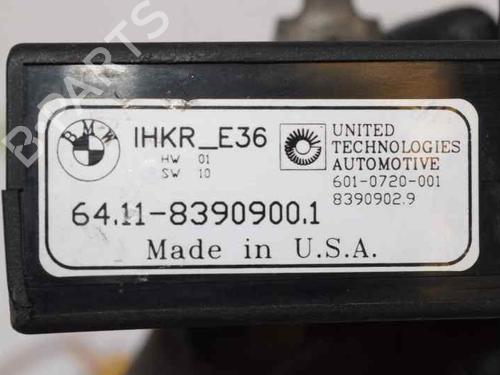 B-PARTS
BMW
IHKR_E36
HW 01
SW 10
UNITED
TECHNOLOGIES
AUTOMOTIVE
601-0720-001
8390902.9
64.11-8390900.1
Made in U.S.A.